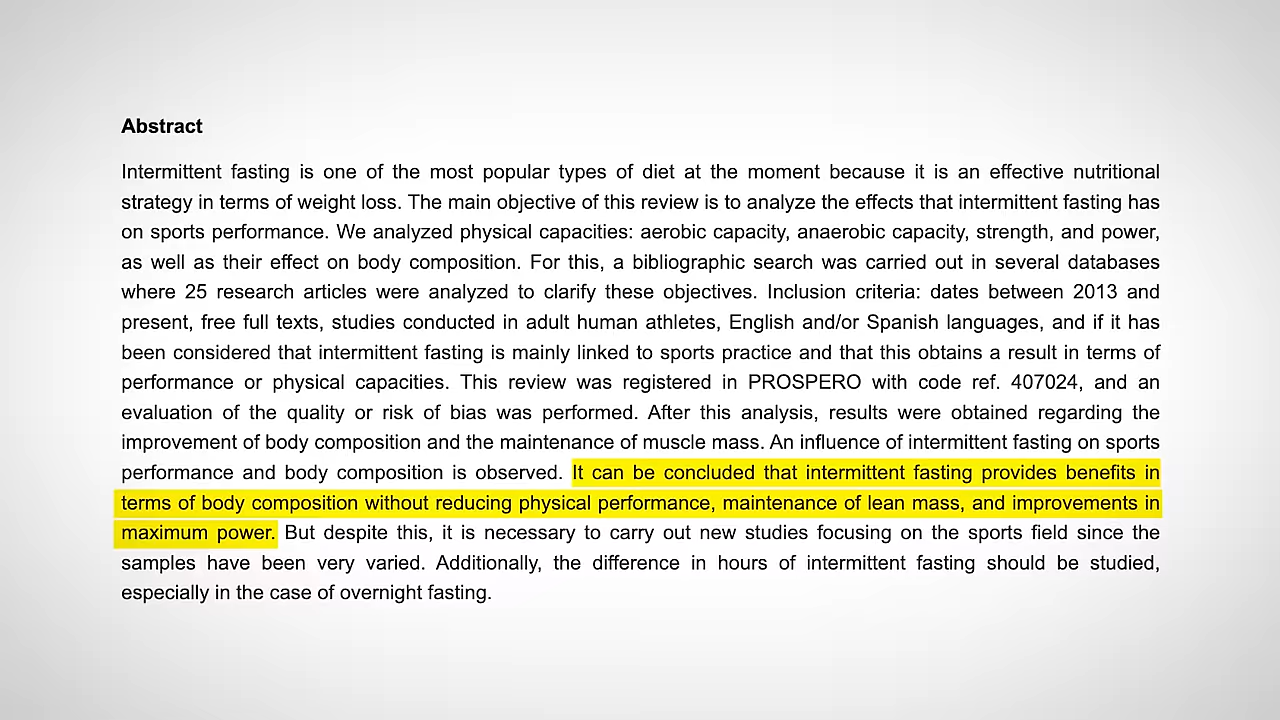 Abstract
Intermittent fasting is one of the most popular types of diet at the moment because it is an effective nutritional
strategy in terms of weight loss. The main objective of this review is to analyze the effects that intermittent fasting has
on sports performance. We analyzed physical capacities: aerobic capacity, anaerobic capacity, strength, and power,
as well as their effect on body composition. For this, a bibliographic search was carried out in several databases
where 25 research articles were analyzed to clarify these objectives. Inclusion criteria: dates between 2013 and
present, free full texts, studies conducted in adult human athletes, English and/or Spanish languages, and if it has
been considered that intermittent fasting is mainly linked to sports practice and that this obtains a result in terms of
performance or physical capacities. This review was registered in PROSPERO with code ref. 407024, and an
evaluation of the quality or risk of bias was performed. After this analysis, results were obtained regarding the
improvement of body composition and the maintenance of muscle mass. An influence of intermittent fasting on sports
performance and body composition is observed. It can be concluded that intermittent fasting provides benefits in
terms of body composition without reducing physical performance, maintenance of lean mass, and improvements in
maximum power. But despite this, it is necessary to carry out new studies focusing on the sports field since the
samples have been very varied. Additionally, the difference in hours of intermittent fasting should be studied,
especially in the case of overnight fasting.